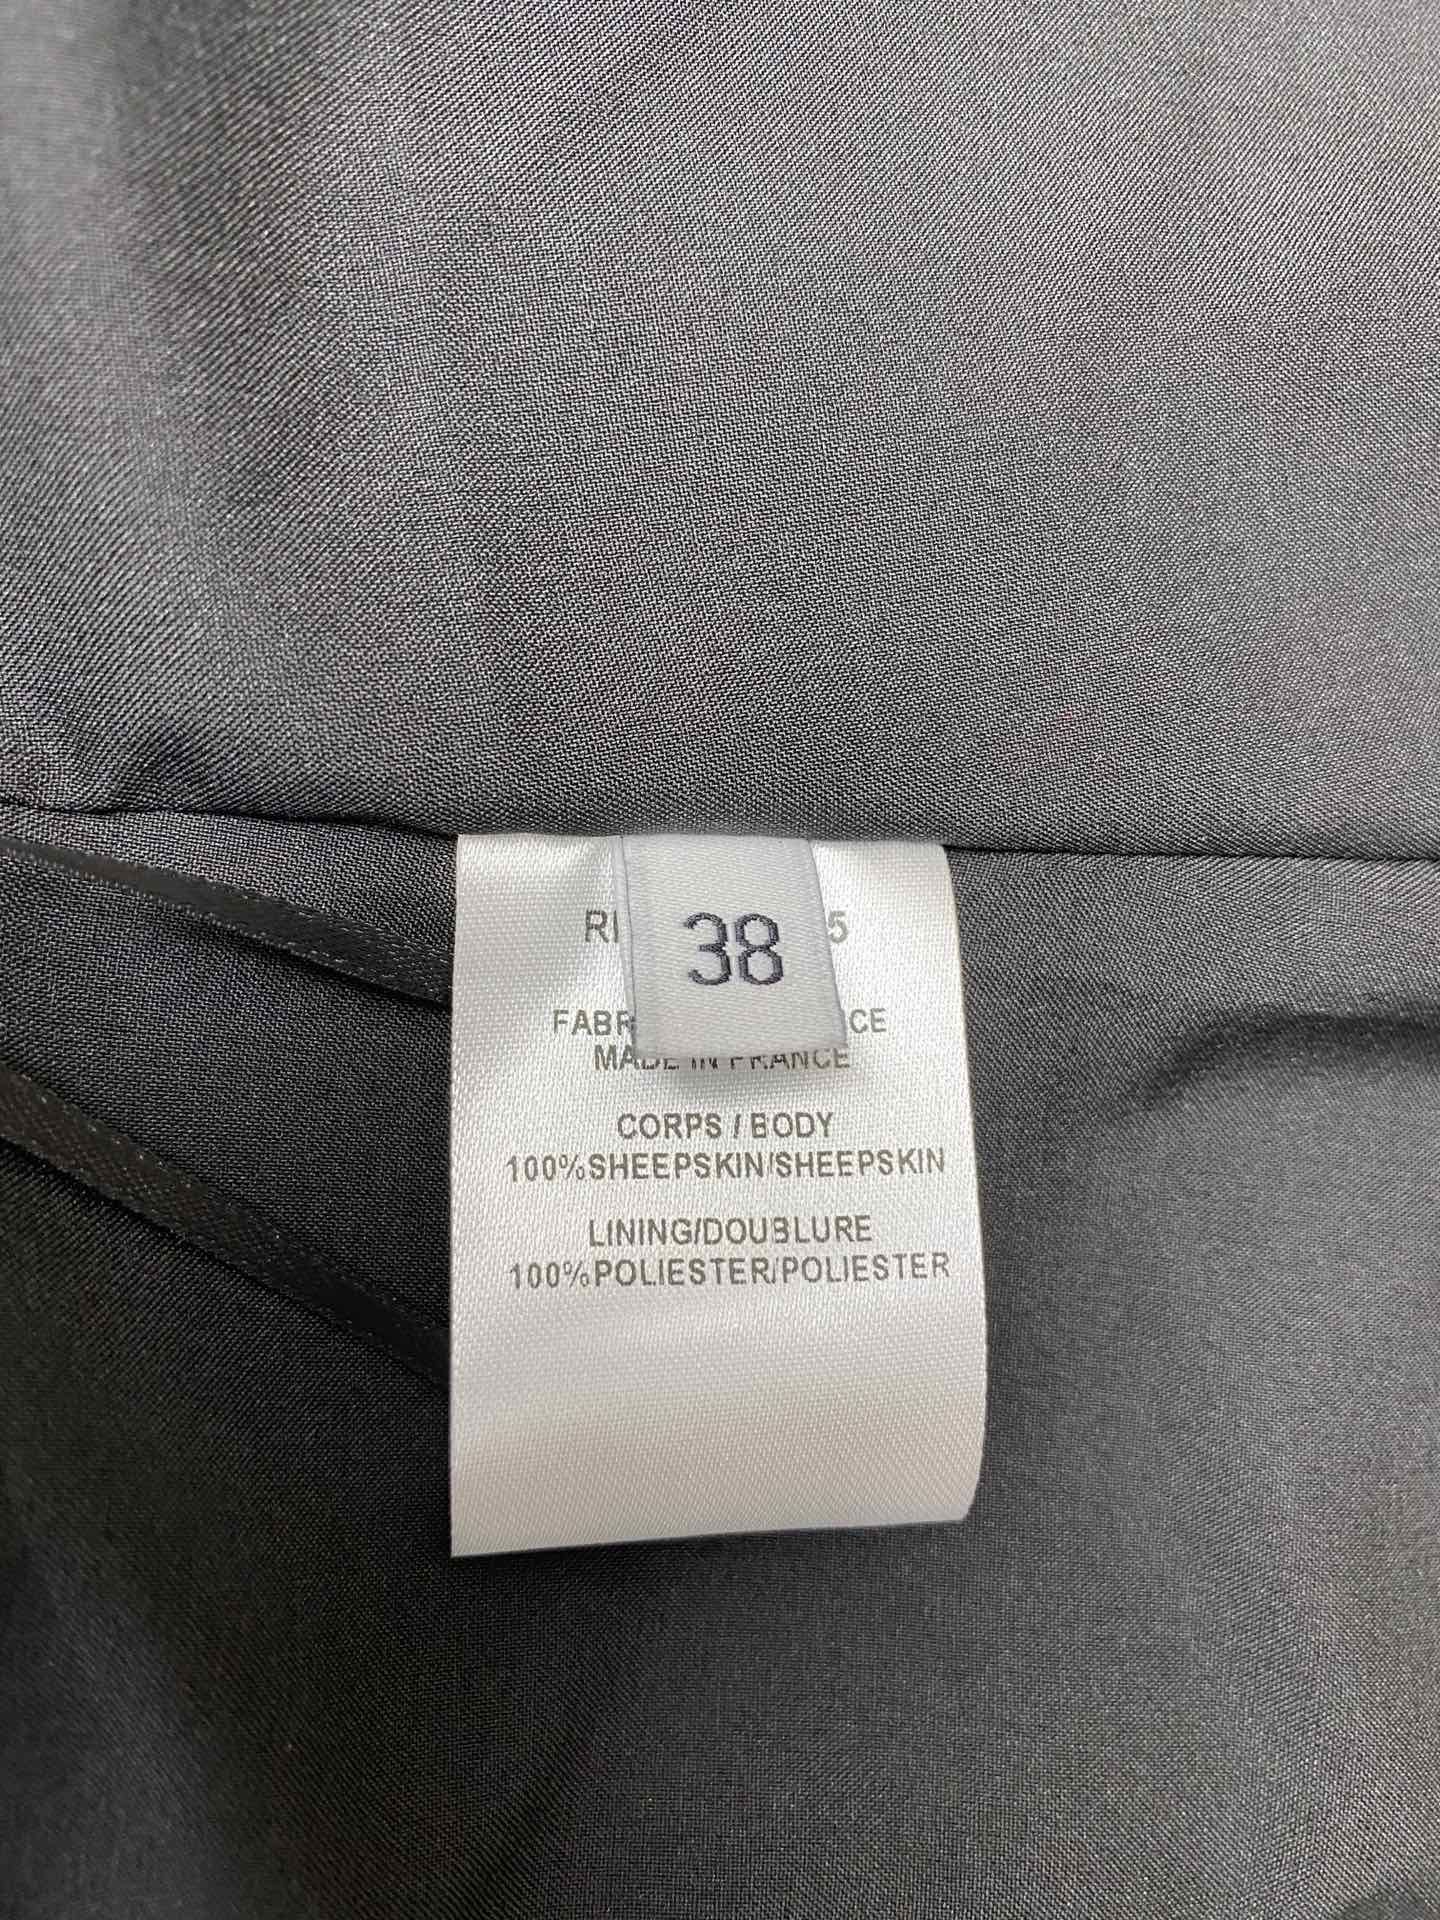 38
MADE IN FRANCE
CORPS / BODY
100%SHEEPSKIN/SHEEPSKIN
LINING/DOUBLURE
100%POLIESTER/POLIESTER